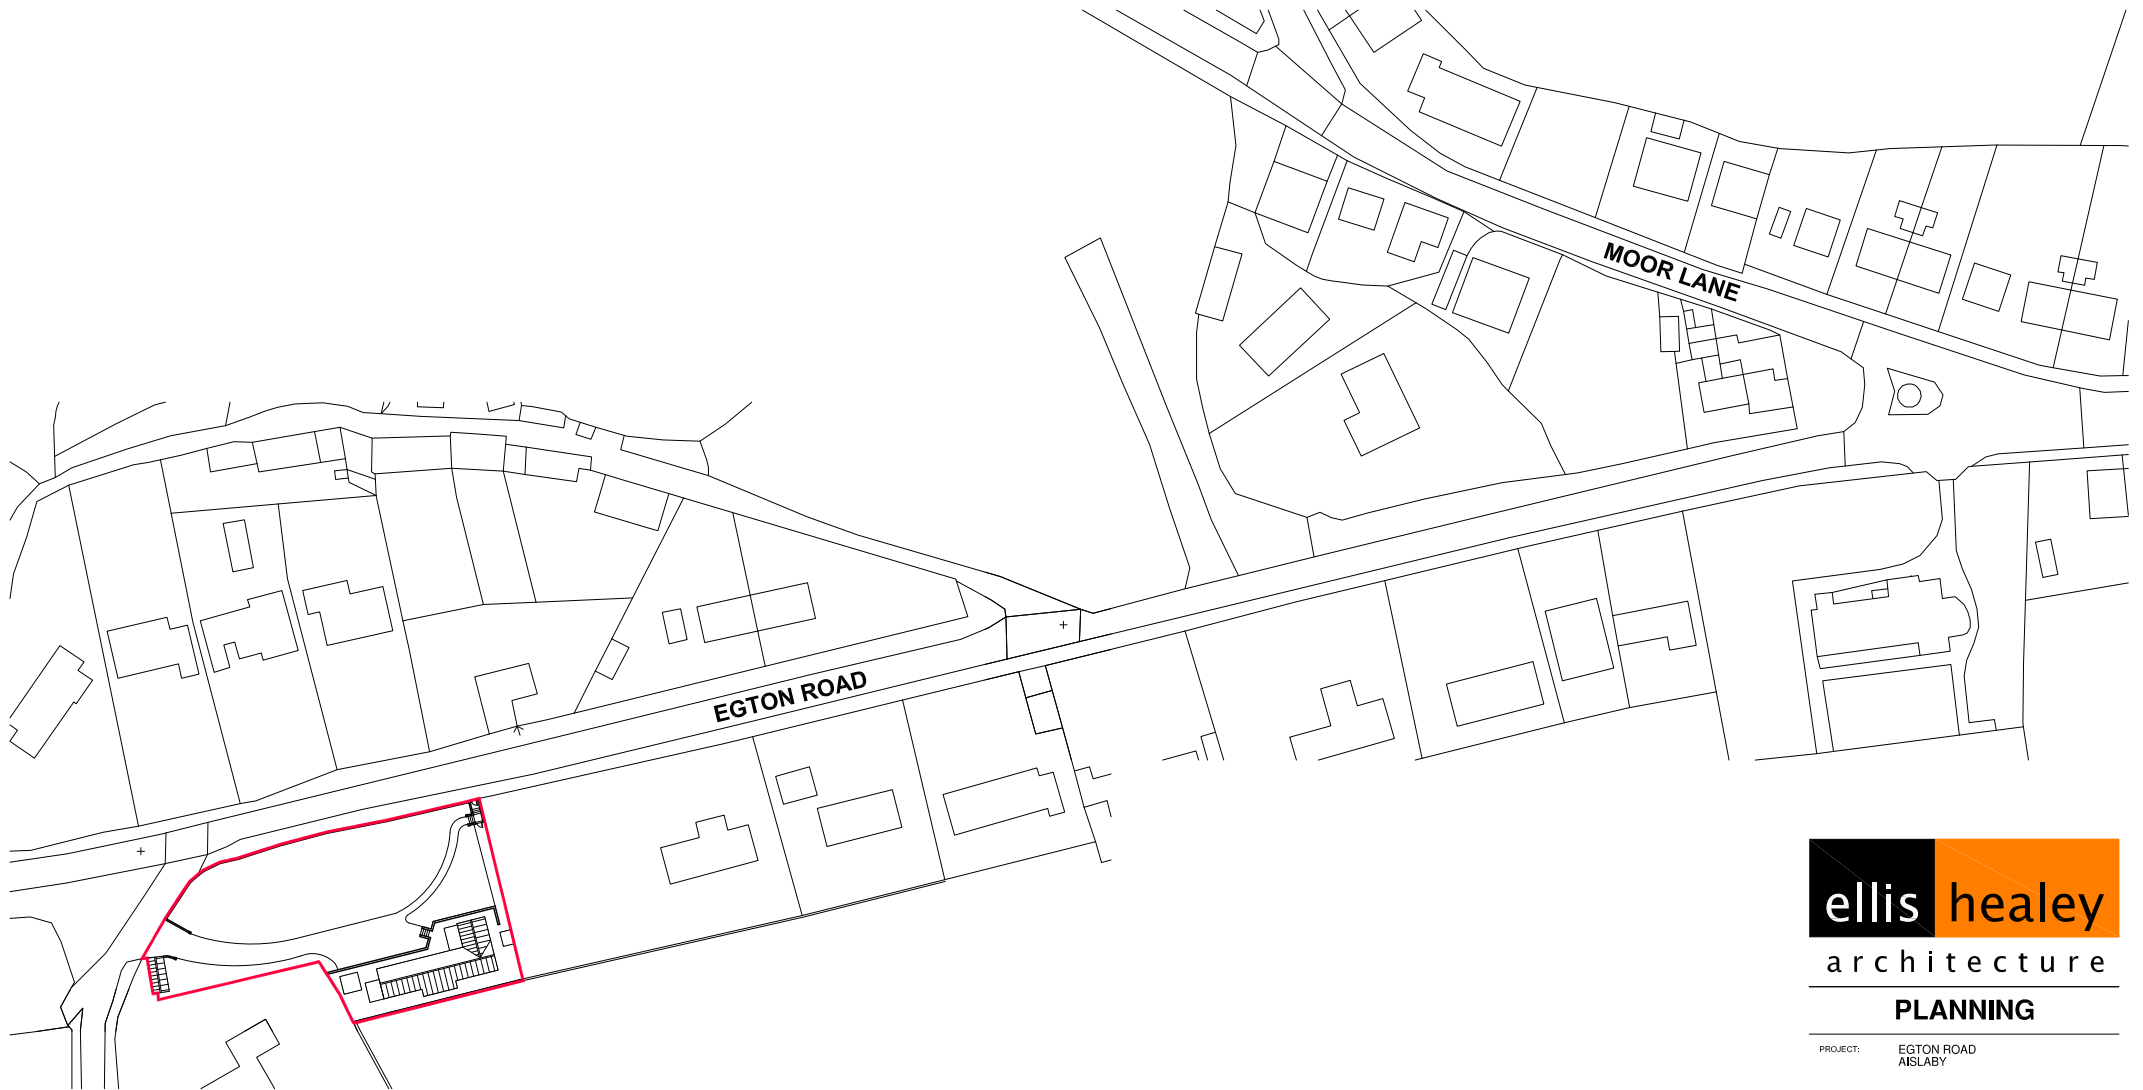 MOOR LANE
EGTON ROAD
ellis healey
architecture
PLANNING
PROJECT: EGTON ROAD
AISLABY